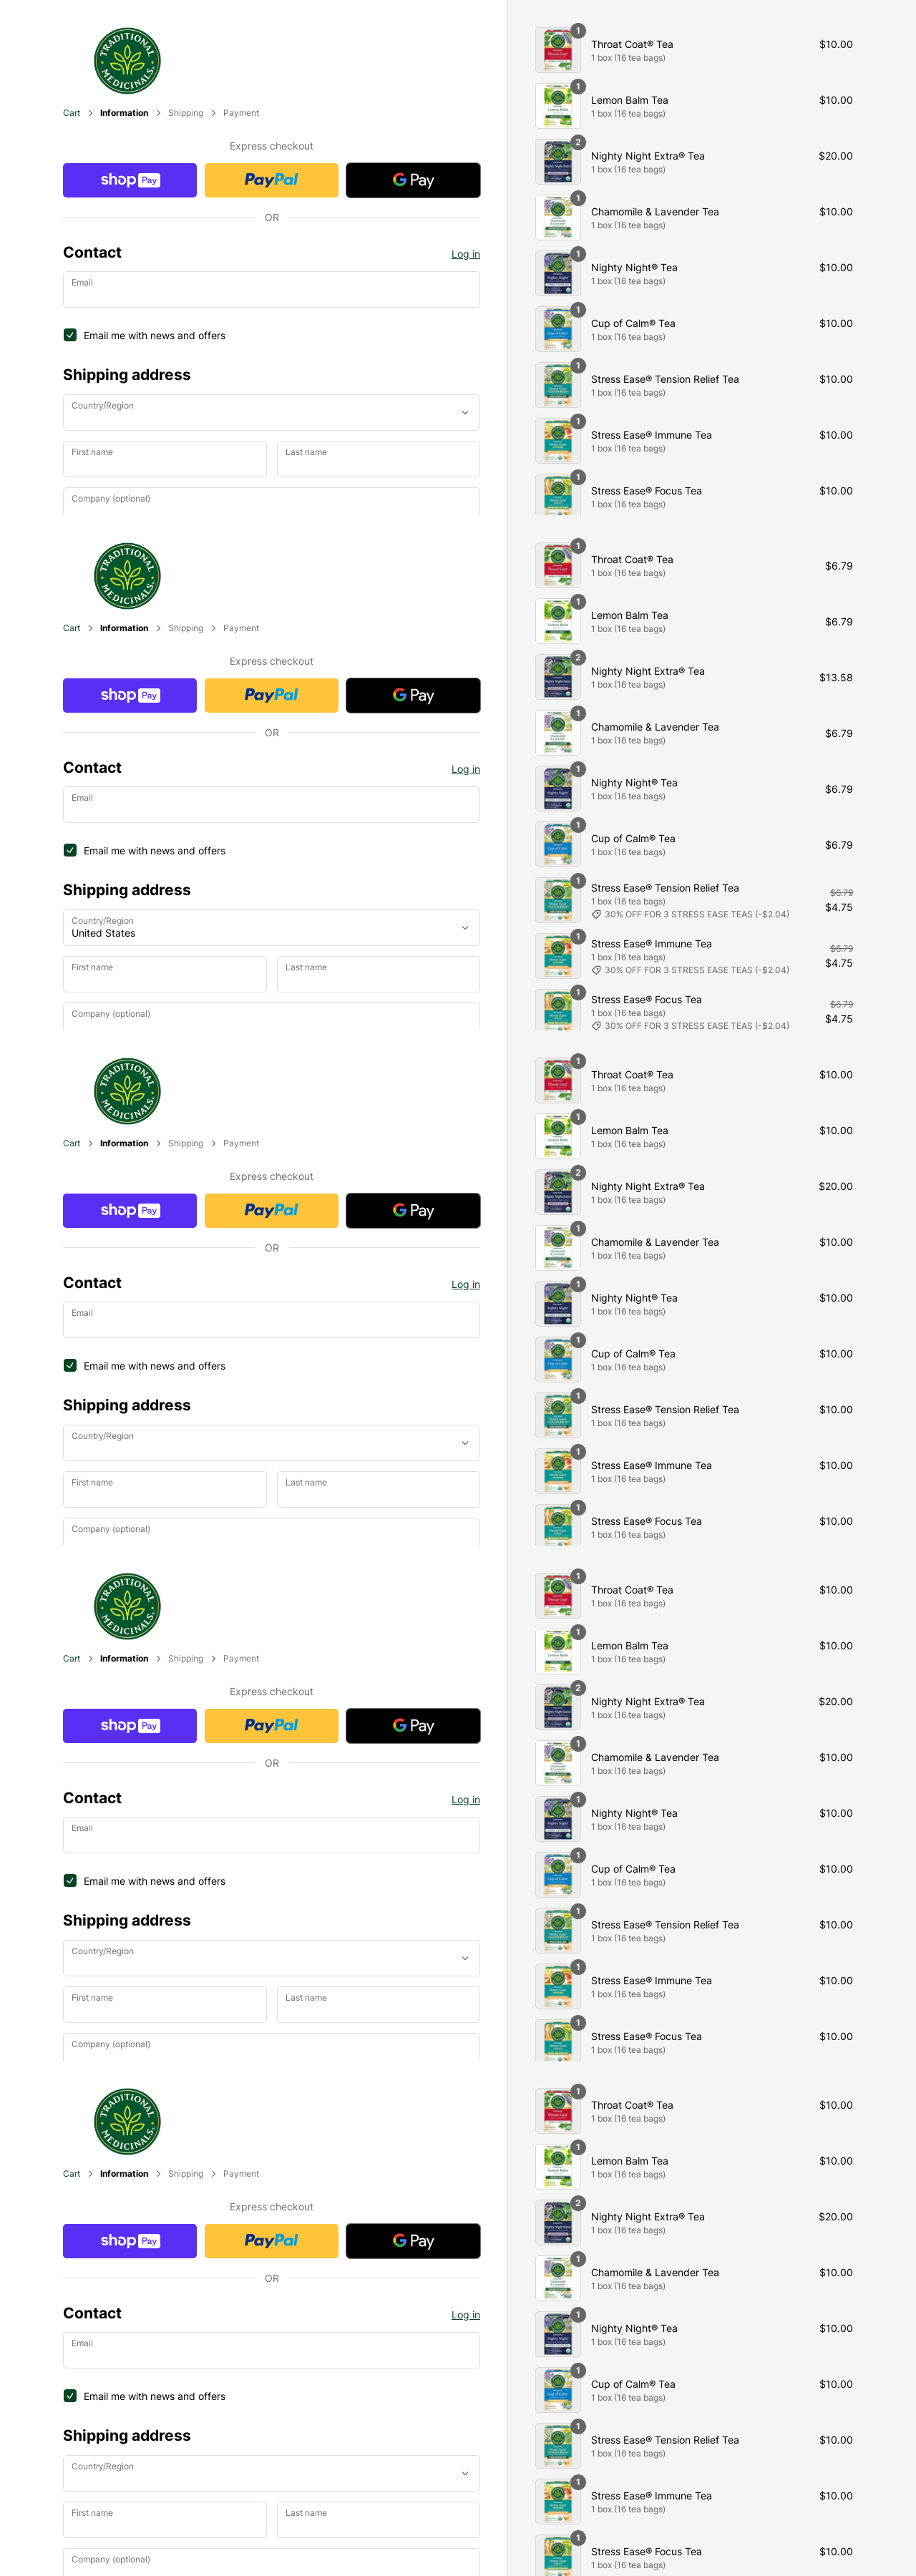 TRADITIONAL
MEDICINALS.
Cart
Information
Shipping
Payment
Express checkout
shop Pay
PayPal
G Pay
OR
Contact
Log in
Email
Email me with news and offers
Shipping address
Country/Region
First name
Last name
Company (optional)
1
Throat Coat® Tea
1 box (16 tea bags)
$10.00
1
Lemon Balm Tea
1 box (16 tea bags)
$10.00
2
Nighty Night Extra® Tea
1 box (16 tea bags)
$20.00
1
Chamomile & Lavender Tea
1 box (16 tea bags)
$10.00
1
Nighty Night® Tea
1 box (16 tea bags)
$10.00
1
Cup of Calm® Tea
1 box (16 tea bags)
$10.00
1
Stress Ease® Tension Relief Tea
1 box (16 tea bags)
$10.00
1
Stress Ease® Immune Tea
1 box (16 tea bags)
$10.00
1
Stress Ease® Focus Tea
1 box (16 tea bags)
$10.00
TRADITIONAL
MEDICINALS.
Cart
Information
Shipping
Payment
Express checkout
shop Pay
PayPal
G Pay
OR
Contact
Log in
Email
Email me with news and offers
Shipping address
Country/Region
United States
First name
Last name
Company (optional)
1
Throat Coat® Tea
1 box (16 tea bags)
$6.79
1
Lemon Balm Tea
1 box (16 tea bags)
$6.79
2
Nighty Night Extra® Tea
1 box (16 tea bags)
$13.58
1
Chamomile & Lavender Tea
1 box (16 tea bags)
$6.79
1
Nighty Night® Tea
1 box (16 tea bags)
$6.79
1
Cup of Calm® Tea
1 box (16 tea bags)
$6.79
1
Stress Ease® Tension Relief Tea
1 box (16 tea bags)
30% OFF FOR 3 STRESS EASE TEAS (-$2.04)
$6.79
$4.75
1
Stress Ease® Immune Tea
1 box (16 tea bags)
30% OFF FOR 3 STRESS EASE TEAS (-$2.04)
$6.79
$4.75
1
Stress Ease® Focus Tea
1 box (16 tea bags)
30% OFF FOR 3 STRESS EASE TEAS (-$2.04)
$6.79
$4.75
TRADITIONAL
MEDICINALS.
Cart
Information
Shipping
Payment
Express checkout
shop Pay
PayPal
G Pay
OR
Contact
Log in
Email
Email me with news and offers
Shipping address
Country/Region
First name
Last name
Company (optional)
1
Throat Coat® Tea
1 box (16 tea bags)
$10.00
1
Lemon Balm Tea
1 box (16 tea bags)
$10.00
2
Nighty Night Extra® Tea
1 box (16 tea bags)
$20.00
1
Chamomile & Lavender Tea
1 box (16 tea bags)
$10.00
1
Nighty Night® Tea
1 box (16 tea bags)
$10.00
1
Cup of Calm® Tea
1 box (16 tea bags)
$10.00
1
Stress Ease® Tension Relief Tea
1 box (16 tea bags)
$10.00
1
Stress Ease® Immune Tea
1 box (16 tea bags)
$10.00
1
Stress Ease® Focus Tea
1 box (16 tea bags)
$10.00
TRADITIONAL
MEDICINALS.
Cart
Information
Shipping
Payment
Express checkout
shop Pay
PayPal
G Pay
OR
Contact
Log in
Email
Email me with news and offers
Shipping address
Country/Region
First name
Last name
Company (optional)
1
Throat Coat® Tea
1 box (16 tea bags)
$10.00
1
Lemon Balm Tea
1 box (16 tea bags)
$10.00
2
Nighty Night Extra® Tea
1 box (16 tea bags)
$20.00
1
Chamomile & Lavender Tea
1 box (16 tea bags)
$10.00
1
Nighty Night® Tea
1 box (16 tea bags)
$10.00
1
Cup of Calm® Tea
1 box (16 tea bags)
$10.00
1
Stress Ease® Tension Relief Tea
1 box (16 tea bags)
$10.00
1
Stress Ease® Immune Tea
1 box (16 tea bags)
$10.00
1
Stress Ease® Focus Tea
1 box (16 tea bags)
$10.00
TRADITIONAL
MEDICINALS.
Cart
Information
Shipping
Payment
Express checkout
shop Pay
PayPal
G Pay
OR
Contact
Log in
Email
Email me with news and offers
Shipping address
Country/Region
First name
Last name
Company (optional)
1
Throat Coat® Tea
1 box (16 tea bags)
$10.00
1
Lemon Balm Tea
1 box (16 tea bags)
$10.00
2
Nighty Night Extra® Tea
1 box (16 tea bags)
$20.00
1
Chamomile & Lavender Tea
1 box (16 tea bags)
$10.00
1
Nighty Night® Tea
1 box (16 tea bags)
$10.00
1
Cup of Calm® Tea
1 box (16 tea bags)
$10.00
1
Stress Ease® Tension Relief Tea
1 box (16 tea bags)
$10.00
1
Stress Ease® Immune Tea
1 box (16 tea bags)
$10.00
1
Stress Ease® Focus Tea
1 box (16 tea bags)
$10.00